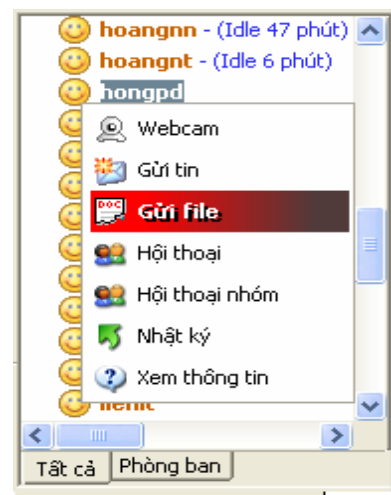 hoangnn - (Idle 47 phút)
hoangnt - (Idle 6 phút)
hongpd
Webcam
Gửi tin
DOC Gửi file
Hội thoại
Hội thoại nhóm
Nhật ký
Xem thông tin
Tất cả Phòng ban